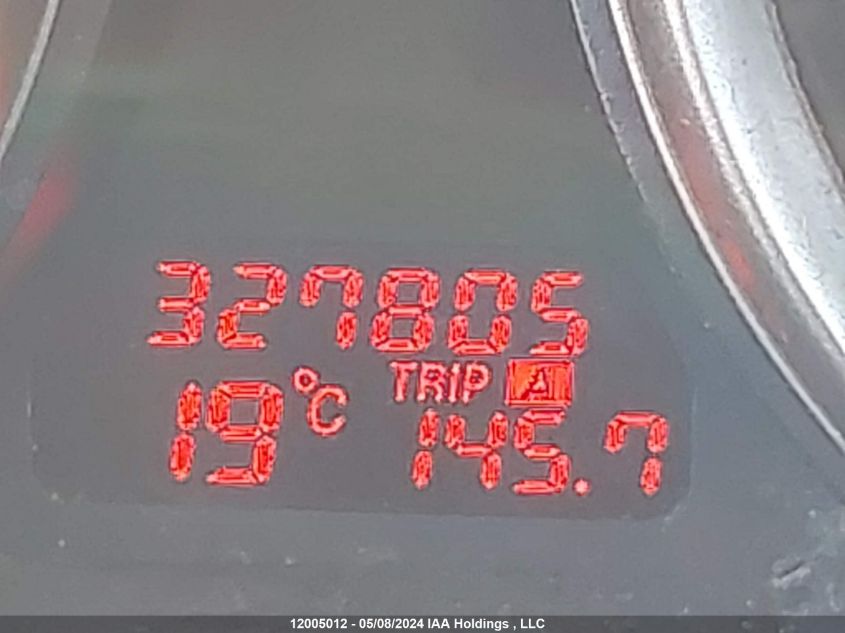 327805
19°C TRIP A
145.7
12005012 - 05/08/2024 IAA Holdings , LLC